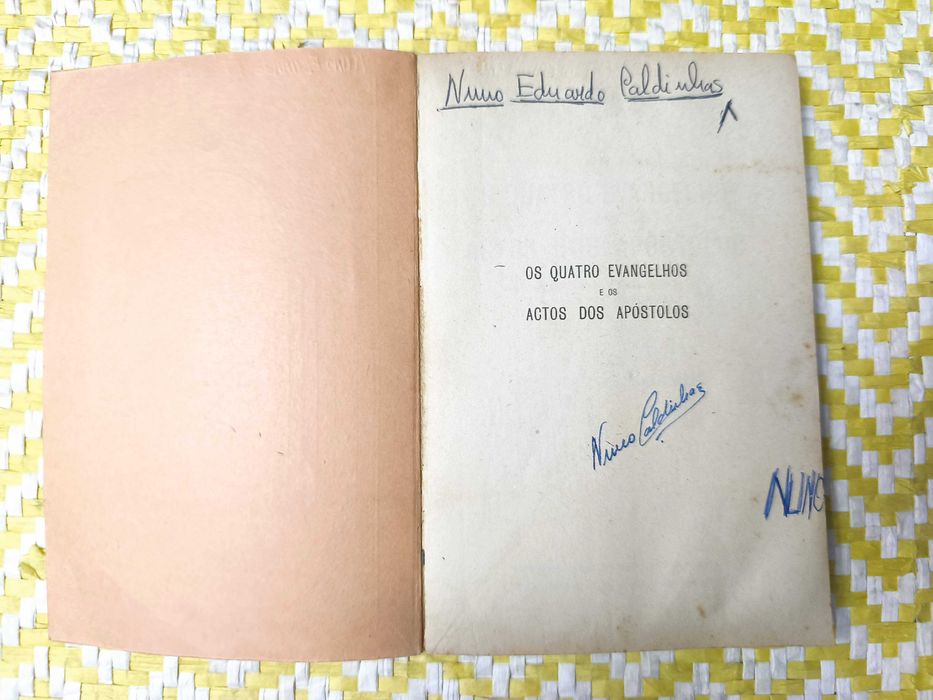 Nuno Eduardo Caldinhas
OS QUATRO EVANGELHOS
E OS
ACTOS DOS APÓSTOLOS
Nuno Caldinhas
NUNO